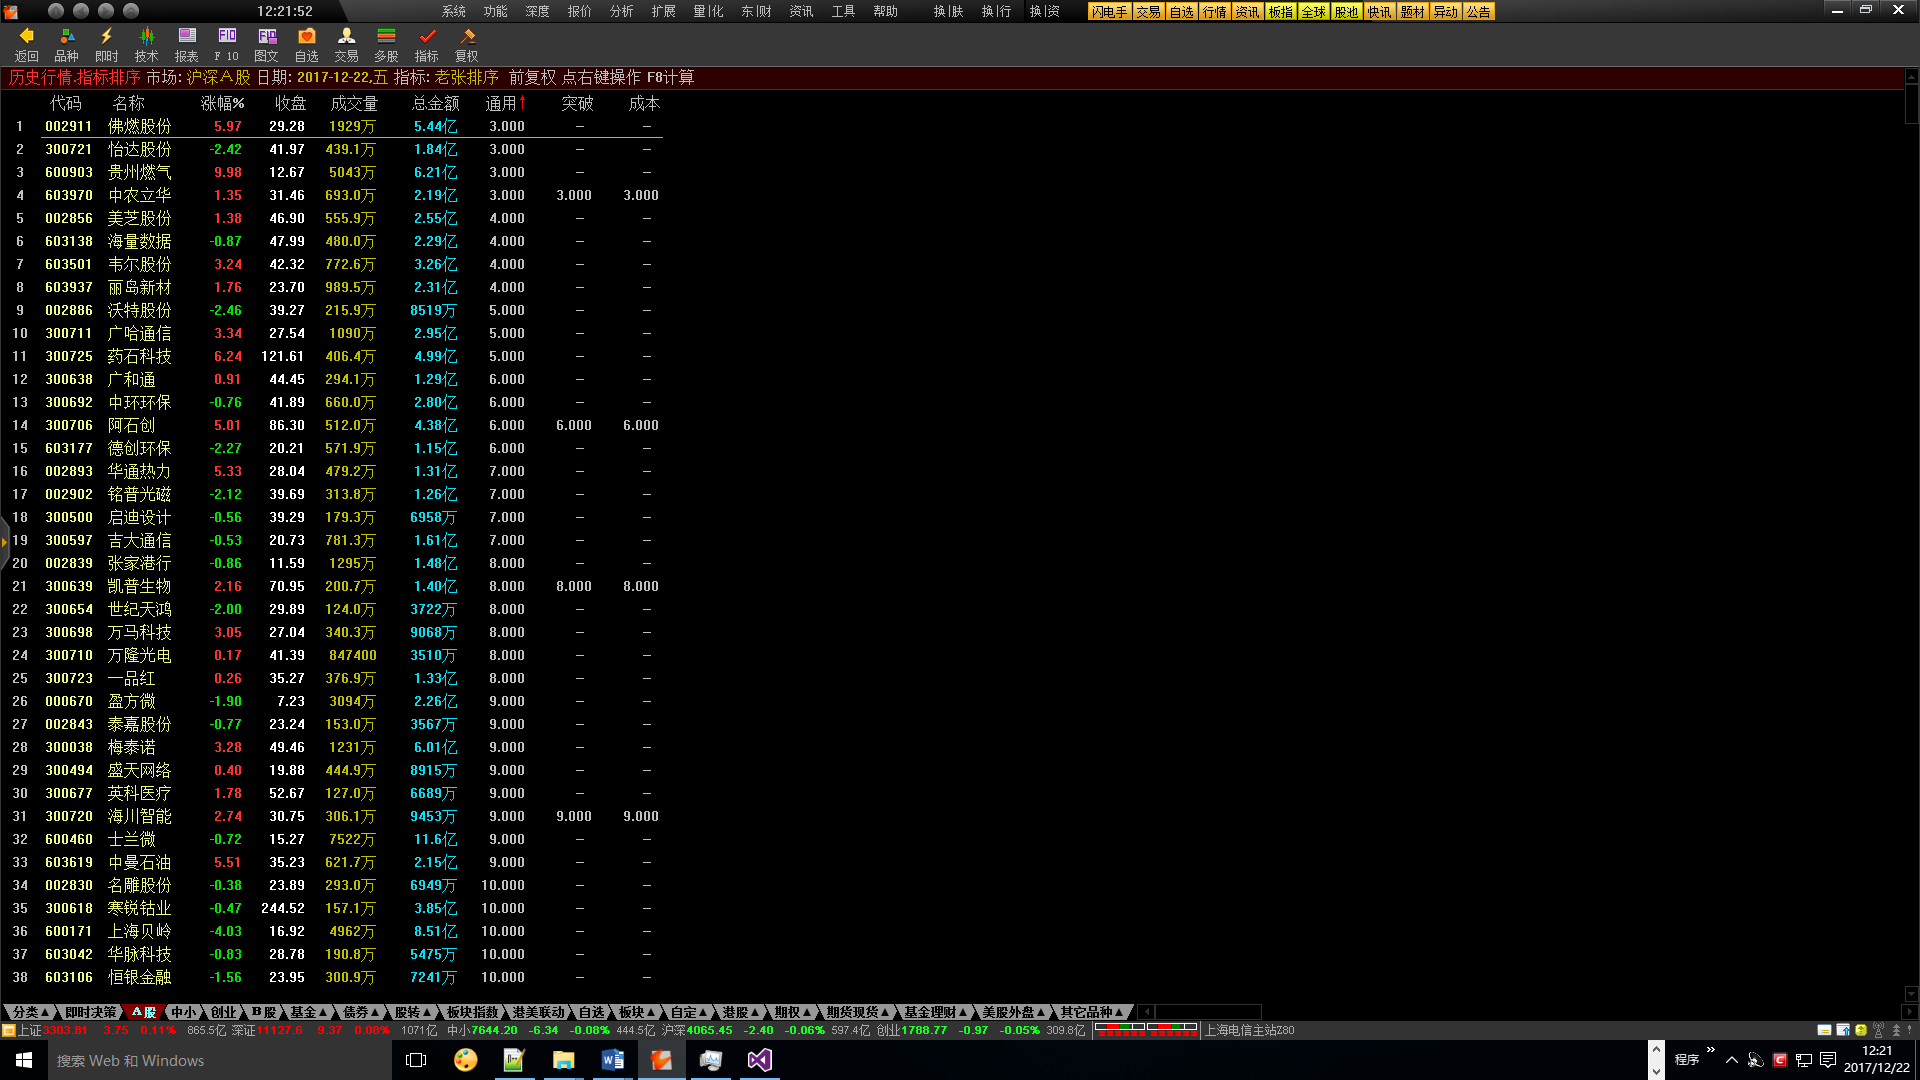 12:21:52 系统 功能 深度 报价 分析 扩展 量|化 东|财 资讯 工具 帮助 换|肤 换|行 换|资 闪电手 交易 自选 行情 资讯 板指 全球 股池 快讯 题材 异动 公告
返回 品种 即时 技术 报表 F 10 图文 自选 交易 多股 指标 复权
历史行情.指标排序 市场: 沪深A股 日期: 2017-12-22,五 指标: 老张排序 前复权 点右键操作 F8计算
代码 名称 涨幅% 收盘 成交量 总金额 通用↑ 突破 成本
1 002911 佛燃股份 5.97 29.28 1929万 5.44亿 3.000 – –
2 300721 怡达股份 -2.42 41.97 439.1万 1.84亿 3.000 – –
3 600903 贵州燃气 9.98 12.67 5043万 6.21亿 3.000 – –
4 603970 中农立华 1.35 31.46 693.0万 2.19亿 3.000 3.000 3.000
5 002856 美芝股份 1.38 46.90 555.9万 2.55亿 4.000 – –
6 603138 海量数据 -0.87 47.99 480.0万 2.29亿 4.000 – –
7 603501 韦尔股份 3.24 42.32 772.6万 3.26亿 4.000 – –
8 603937 丽岛新材 1.76 23.70 989.5万 2.31亿 4.000 – –
9 002886 沃特股份 -2.46 39.27 215.9万 8519万 5.000 – –
10 300711 广哈通信 3.34 27.54 1090万 2.95亿 5.000 – –
11 300725 药石科技 6.24 121.61 406.4万 4.99亿 5.000 – –
12 300638 广和通 0.91 44.45 294.1万 1.29亿 6.000 – –
13 300692 中环环保 -0.76 41.89 660.0万 2.80亿 6.000 – –
14 300706 阿石创 5.01 86.30 512.0万 4.38亿 6.000 6.000 6.000
15 603177 德创环保 -2.27 20.21 571.9万 1.15亿 6.000 – –
16 002893 华通热力 5.33 28.04 479.2万 1.31亿 7.000 – –
17 002902 铭普光磁 -2.12 39.69 313.8万 1.26亿 7.000 – –
18 300500 启迪设计 -0.56 39.29 179.3万 6958万 7.000 – –
19 300597 吉大通信 -0.53 20.73 781.3万 1.61亿 7.000 – –
20 002839 张家港行 -0.86 11.59 1295万 1.48亿 8.000 – –
21 300639 凯普生物 2.16 70.95 200.7万 1.40亿 8.000 8.000 8.000
22 300654 世纪天鸿 -2.00 29.89 124.0万 3722万 8.000 – –
23 300698 万马科技 3.05 27.04 340.3万 9068万 8.000 – –
24 300710 万隆光电 0.17 41.39 847400 3510万 8.000 – –
25 300723 一品红 0.26 35.27 376.9万 1.33亿 8.000 – –
26 000670 盈方微 -1.90 7.23 3094万 2.26亿 9.000 – –
27 002843 泰嘉股份 -0.77 23.24 153.0万 3567万 9.000 – –
28 300038 梅泰诺 3.28 49.46 1231万 6.01亿 9.000 – –
29 300494 盛天网络 0.40 19.88 444.9万 8915万 9.000 – –
30 300677 英科医疗 1.78 52.67 127.0万 6689万 9.000 – –
31 300720 海川智能 2.74 30.75 306.1万 9453万 9.000 9.000 9.000
32 600460 士兰微 -0.72 15.27 7522万 11.6亿 9.000 – –
33 603619 中曼石油 5.51 35.23 621.7万 2.15亿 9.000 – –
34 002830 名雕股份 -0.38 23.89 293.0万 6949万 10.000 – –
35 300618 寒锐钴业 -0.47 244.52 157.1万 3.85亿 10.000 – –
36 600171 上海贝岭 -4.03 16.92 4962万 8.51亿 10.000 – –
37 603042 华脉科技 -0.83 28.78 190.8万 5475万 10.000 – –
38 603106 恒银金融 -1.56 23.95 300.9万 7241万 10.000 – –
分类▲ 即时决策 A股 中小 创业 B股 基金▲ 债券▲ 股转▲ 板块指数 港美联动 自选 板块▲ 自定▲ 港股▲ 期权▲ 期货现货▲ 基金理财▲ 美股外盘▲ 其它品种▲
上证3303.81 3.75 0.11% 865.5亿 深证11127.6 9.37 0.08% 1071亿 中小7644.20 -6.34 -0.08% 444.5亿 沪深4065.45 -2.40 -0.06% 597.4亿 创业1788.77 -0.97 -0.05% 309.8亿 上海电信主站Z80
搜索 Web 和 Windows 程序 » 12:21
2017/12/22